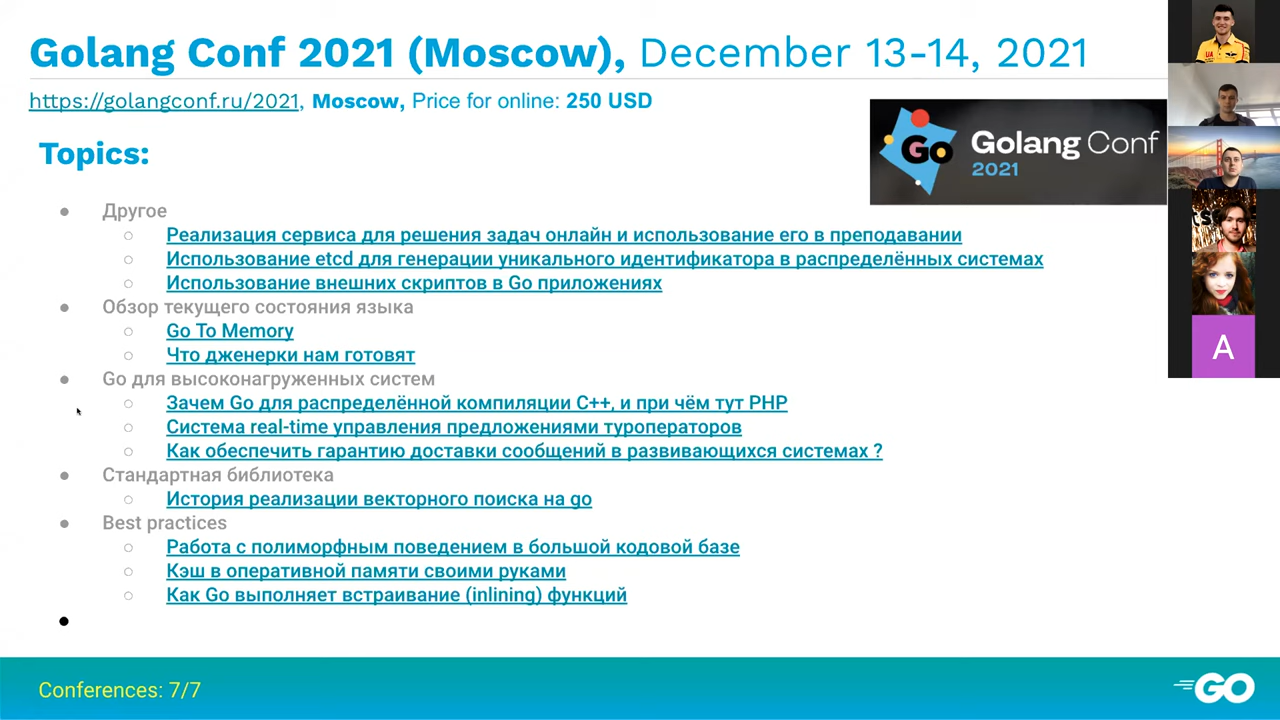 Golang Conf 2021 (Moscow), December 13-14, 2021
https://golangconf.ru/2021, Moscow, Price for online: 250 USD
Go Golang Conf
2021
UA
Topics:
Другое
Реализация сервиса для решения задач онлайн и использование его в преподавании
Использование etcd для генерации уникального идентификатора в распределённых системах
Использование внешних скриптов в Go приложениях
Обзор текущего состояния языка
Go To Memory
Что дженерки нам готовят
Go для высоконагруженных систем
Зачем Go для распределённой компиляции C++, и при чём тут PHP
Система real-time управления предложениями туроператоров
Как обеспечить гарантию доставки сообщений в развивающихся системах ?
Стандартная библиотека
История реализации векторного поиска на go
Best practices
Работа с полиморфным поведением в большой кодовой базе
Кэш в оперативной памяти своими руками
Как Go выполняет встраивание (inlining) функций
A
Conferences: 7/7
GO